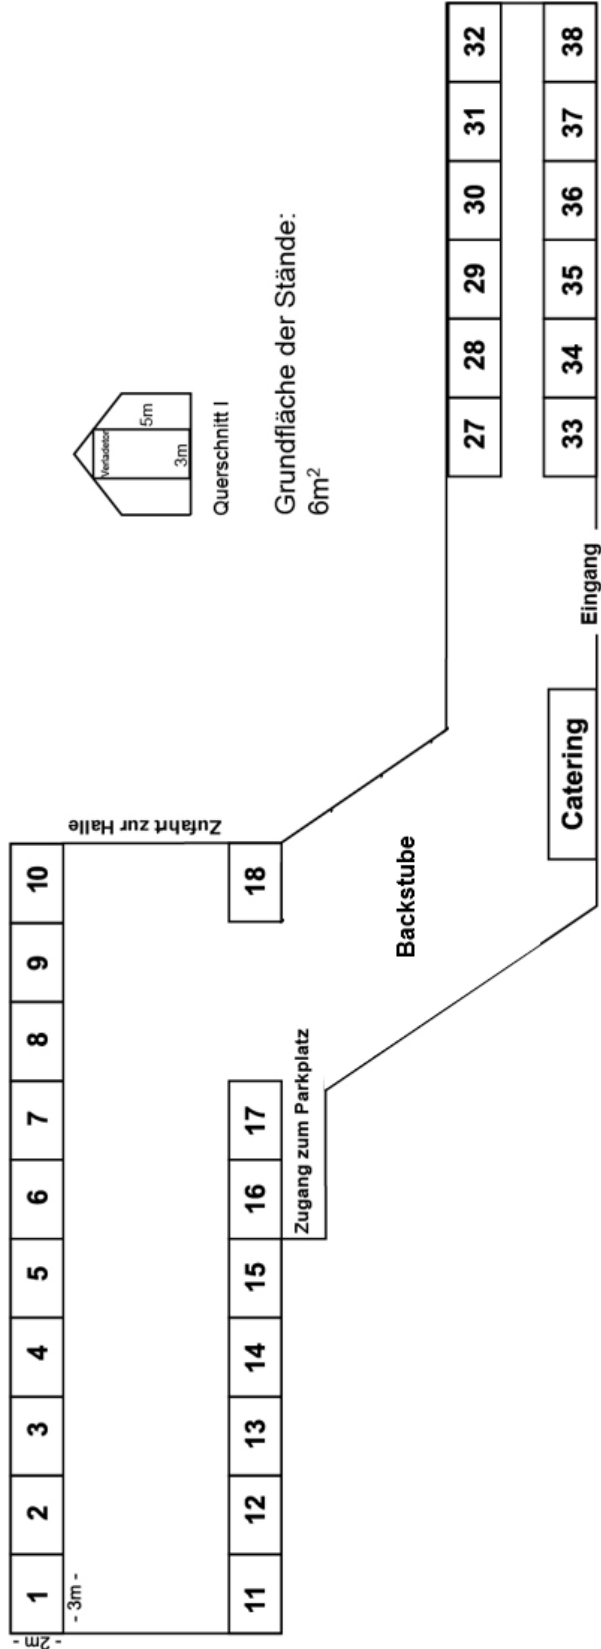 1 2 3 4 5 6 7 8 9 10
- 2m -
- 3m -
Zufahrt zur Halle
11 12 13 14 15 16 17 18
Zugang zum Parkplatz
Backstube
Verladetor
5m
3m
Querschnitt I
Grundfläche der Stände:
6m²
27 28 29 30 31 32
Catering
33 34 35 36 37 38
Eingang